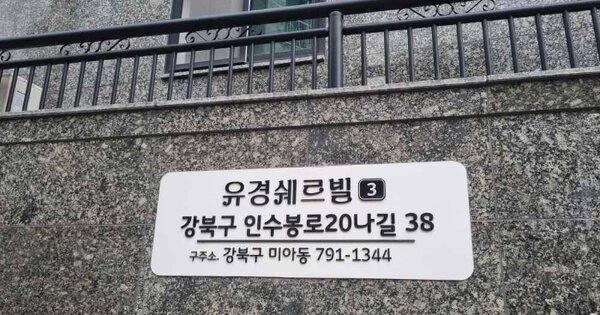 유경쉐르빌 3
강북구 인수봉로20나길 38
구주소. 강북구 미아동 791-1344